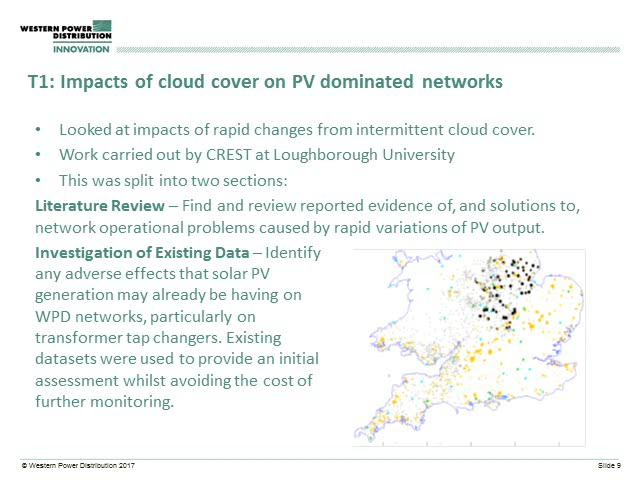 WESTERN POWER
DISTRIBUTION
INNOVATION
T1: Impacts of cloud cover on PV dominated networks
• Looked at impacts of rapid changes from intermittent cloud cover.
• Work carried out by CREST at Loughborough University
• This was split into two sections:
Literature Review – Find and review reported evidence of, and solutions to,
network operational problems caused by rapid variations of PV output.
Investigation of Existing Data – Identify
any adverse effects that solar PV
generation may already be having on
WPD networks, particularly on
transformer tap changers. Existing
datasets were used to provide an initial
assessment whilst avoiding the cost of
further monitoring.
© Western Power Distribution 2017
Slide 9